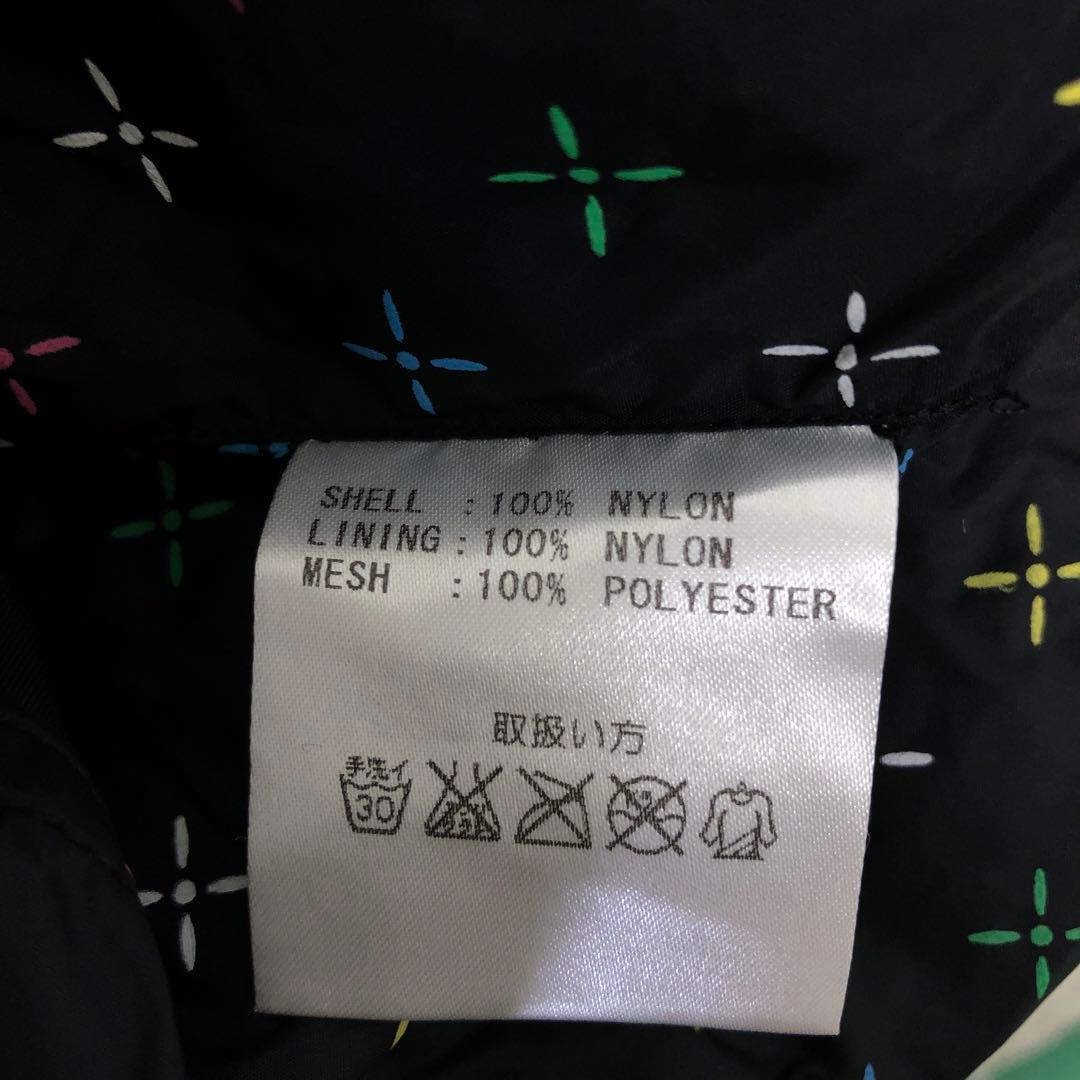 SHELL : 100% NYLON
LINING : 100% NYLON
MESH : 100% POLYESTER
取扱い方
手洗イ
30